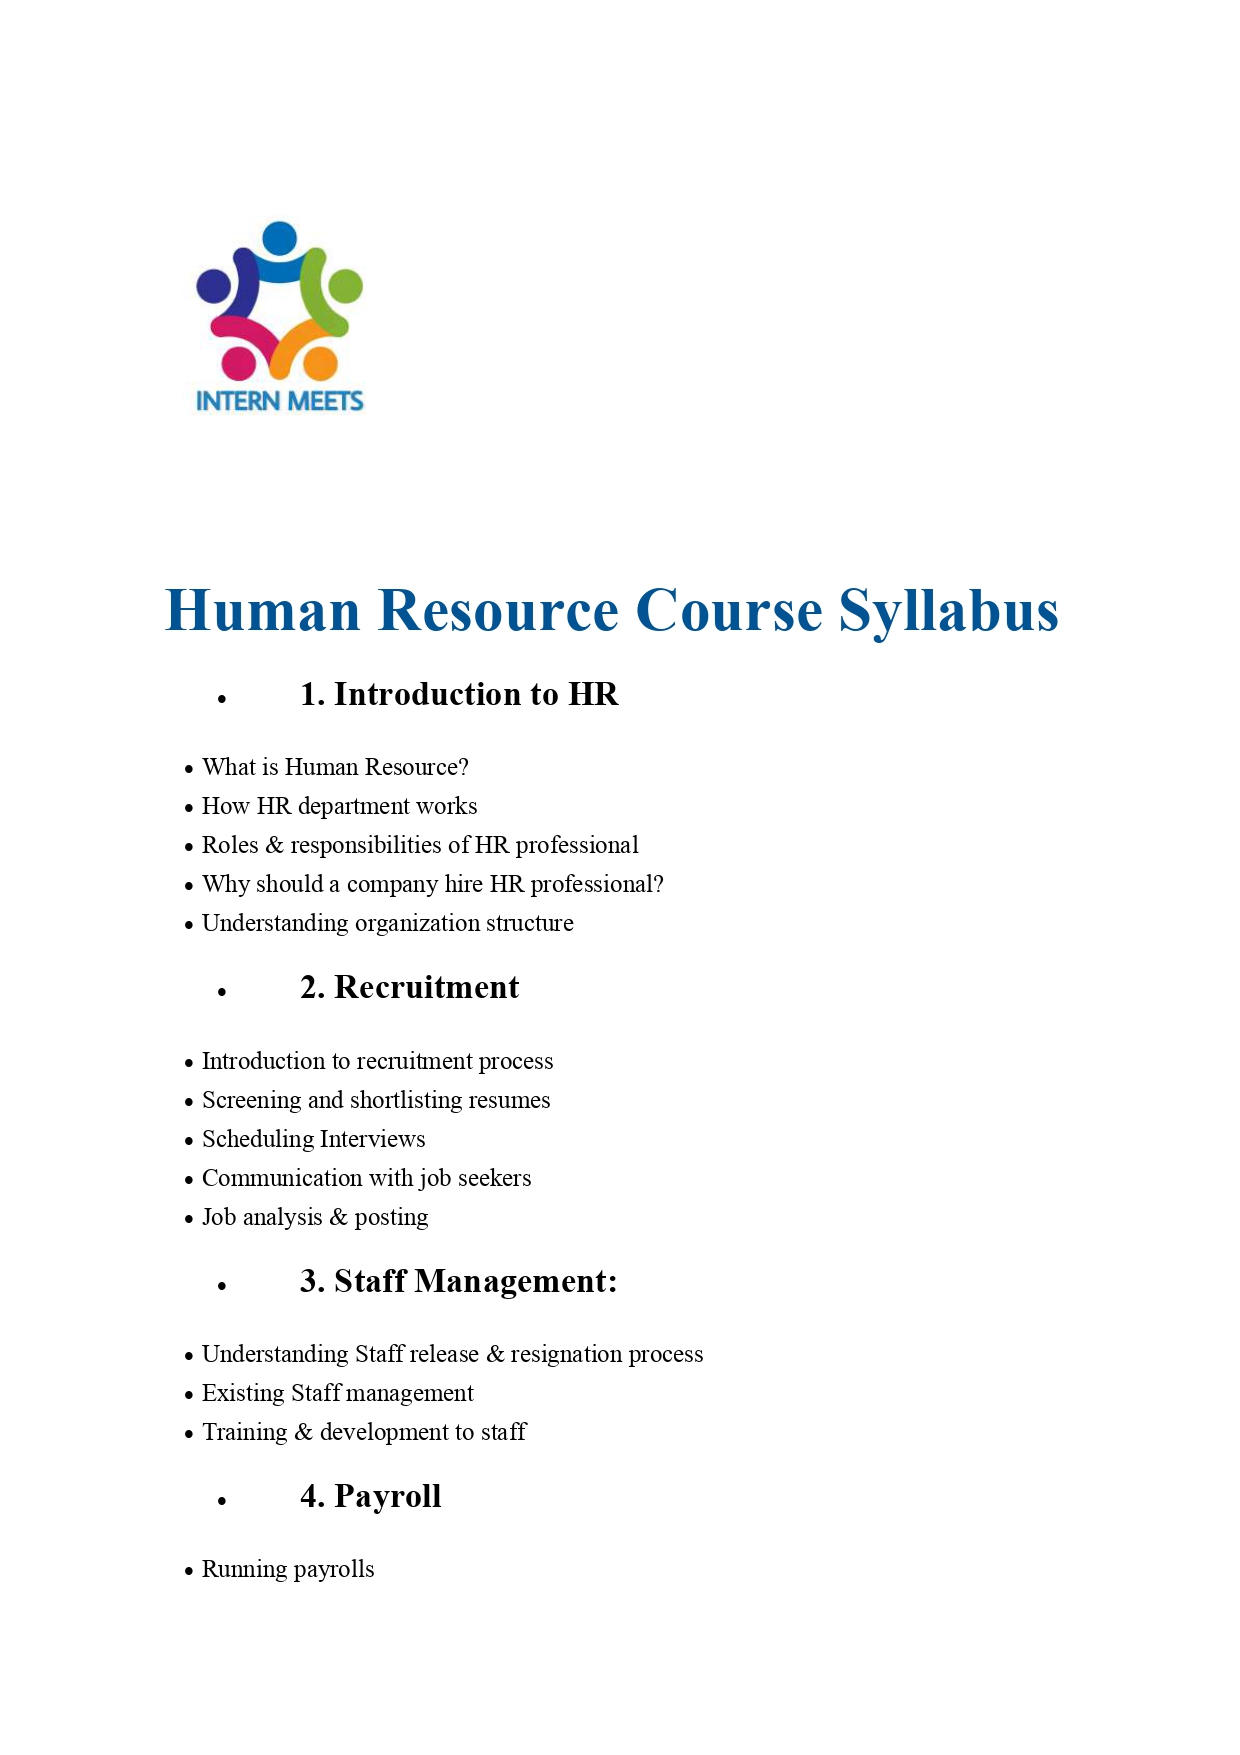 INTERN MEETS
Human Resource Course Syllabus
• 1. Introduction to HR
• What is Human Resource?
• How HR department works
• Roles & responsibilities of HR professional
• Why should a company hire HR professional?
• Understanding organization structure
• 2. Recruitment
• Introduction to recruitment process
• Screening and shortlisting resumes
• Scheduling Interviews
• Communication with job seekers
• Job analysis & posting
• 3. Staff Management:
• Understanding Staff release & resignation process
• Existing Staff management
• Training & development to staff
• 4. Payroll
• Running payrolls